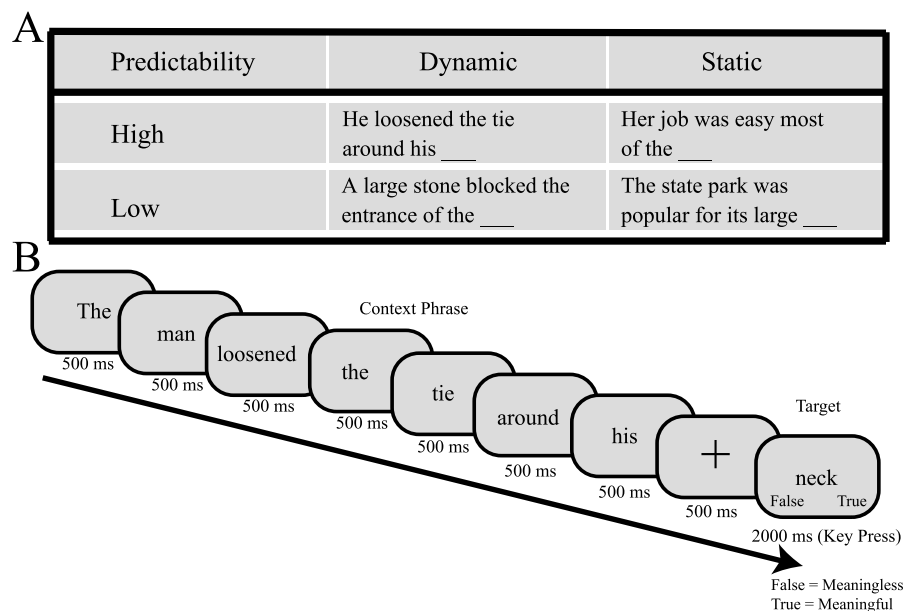 A
Predictability Dynamic Static
High
He loosened the tie
around his ___
Her job was easy most
of the ___
Low
A large stone blocked the
entrance of the ___
The state park was
popular for its large ___
B
Context Phrase
The
500 ms
man
500 ms
loosened
500 ms
the
500 ms
tie
500 ms
around
500 ms
his
500 ms
+
500 ms
Target
neck
False True
2000 ms (Key Press)
False = Meaningless
True = Meaningful